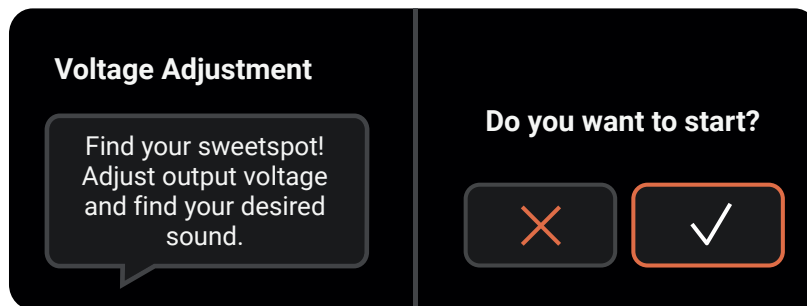 Voltage Adjustment
Find your sweetspot!
Adjust output voltage
and find your desired
sound.
Do you want to start?